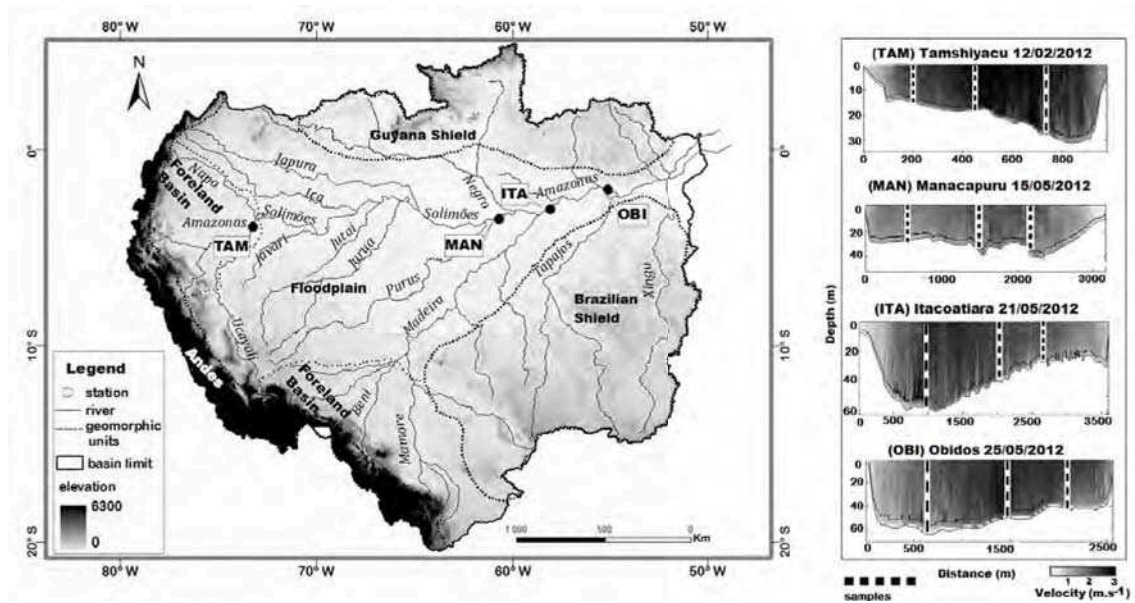 80° W
70° W
60° W
50° W
N
0°
10°S
20°S
0°
10°S
20°S
Guyana Shield
Foreland
Basin
Napo
Japura
Iça
Negro
ITA
Amazonus
Amazonas
Solimões
Solimões
OBI
TAM
Javari
Jutai
Jurua
MAN
Tapajos
Floodplain
Purus
Madeira
Xingu
Brazilian
Shield
Ucayali
Andes
Foreland
Basin
Beni
Mamore
Legend
station
river
geomorphic
units
basin limit
elevation
6300
0
1 000
500
0
Km
80° W
70° W
60° W
50° W
(TAM) Tamshiyacu 12/02/2012
0
10
20
30
0
200
400
600
800
(MAN) Manacapuru 15/05/2012
0
20
40
0
1000
2000
3000
Depth (m)
(ITA) Itacoatiara 21/05/2012
0
20
40
60
0
500
1500
2500
3500
(OBI) Obidos 25/05/2012
0
20
40
60
0
500
1500
2500
Distance (m)
samples
1 2 3
Velocity (m.s-1)